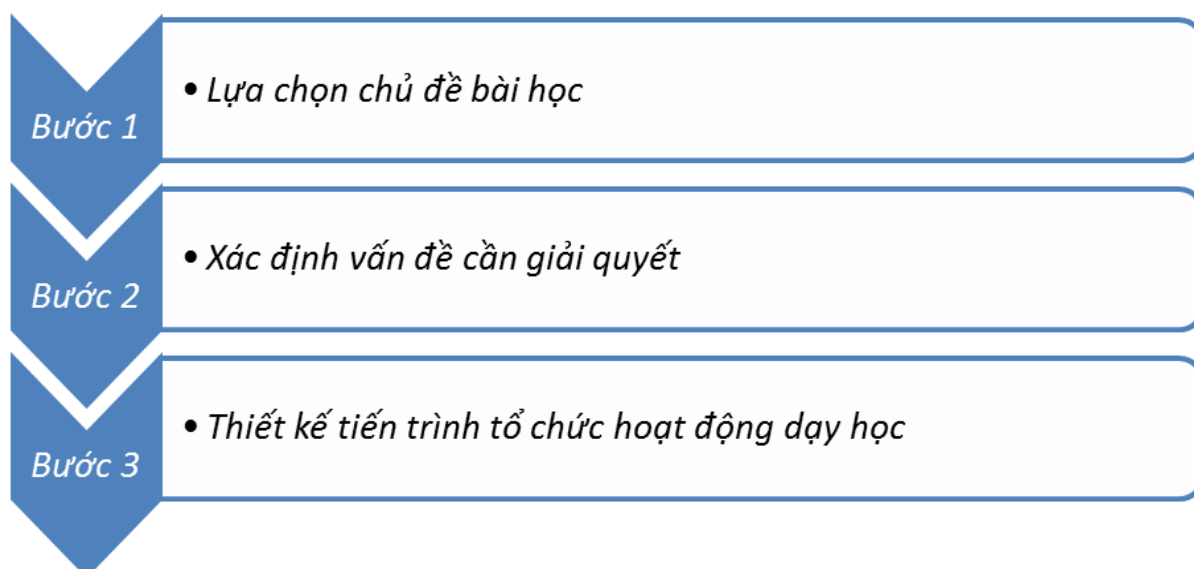 Bước 1
• Lựa chọn chủ đề bài học
Bước 2
• Xác định vấn đề cần giải quyết
Bước 3
• Thiết kế tiến trình tổ chức hoạt động dạy học